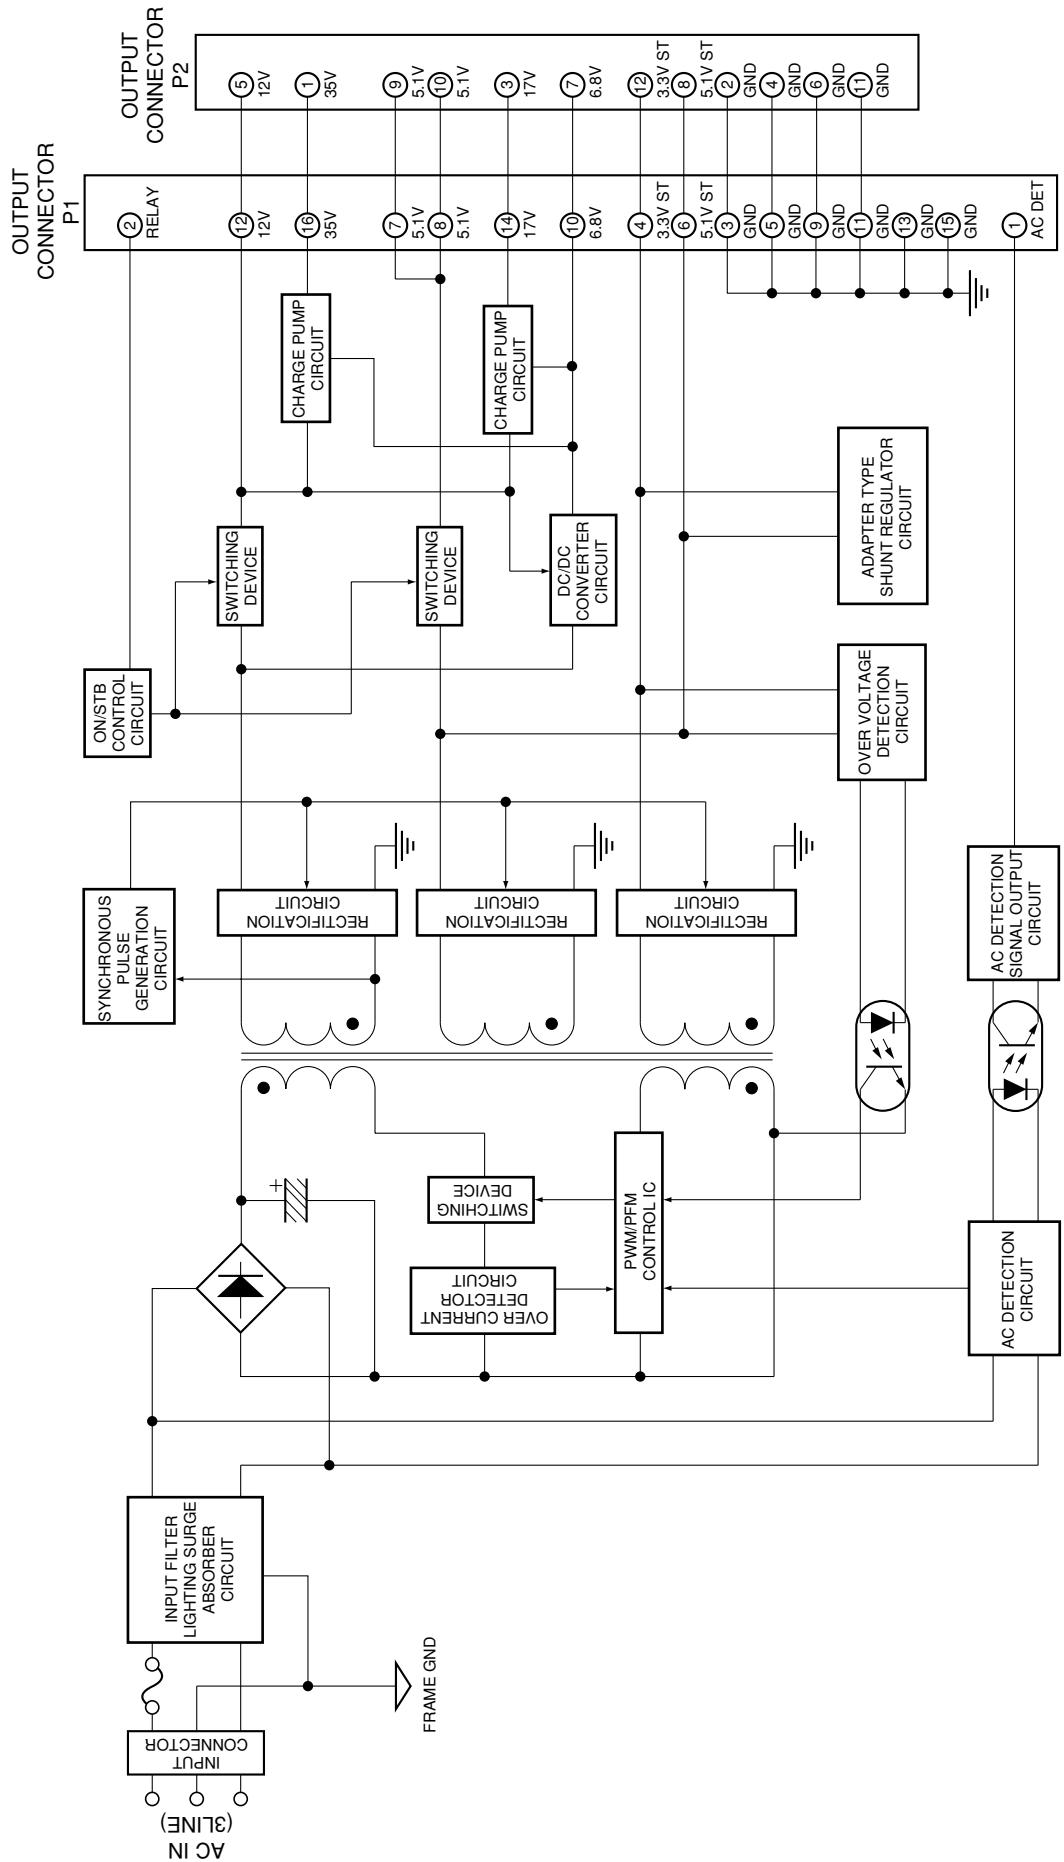 AC IN
(3LINE)
INPUT
CONNECTOR
FRAME GND
INPUT FILTER
LIGHTING SURGE
ABSORBER
CIRCUIT
+
OVER CURRENT
DETECTOR
CIRCUIT
SWITCHING
DEVICE
PWM/PFM
CONTROL IC
AC DETECTION
CIRCUIT
SYNCHRONOUS
PULSE
GENERATION
CIRCUIT
RECTIFICATION
CIRCUIT
RECTIFICATION
CIRCUIT
RECTIFICATION
CIRCUIT
AC DETECTION
SIGNAL OUTPUT
CIRCUIT
ON/STB
CONTROL
CIRCUIT
OVER VOLTAGE
DETECTION
CIRCUIT
SWITCHING
DEVICE
SWITCHING
DEVICE
DC/DC
CONVERTER
CIRCUIT
ADAPTER TYPE
SHUNT REGULATOR
CIRCUIT
CHARGE PUMP
CIRCUIT
CHARGE PUMP
CIRCUIT
OUTPUT
CONNECTOR
P1
2
RELAY
12
12V
16
35V
7
5.1V
8
5.1V
14
17V
10
6.8V
4
3.3V ST
6
5.1V ST
3
GND
5
GND
9
GND
11
GND
13
GND
15
GND
1
AC DET
OUTPUT
CONNECTOR
P2
5
12V
1
35V
9
5.1V
10
5.1V
3
17V
7
6.8V
12
3.3V ST
8
5.1V ST
2
GND
4
GND
6
GND
11
GND